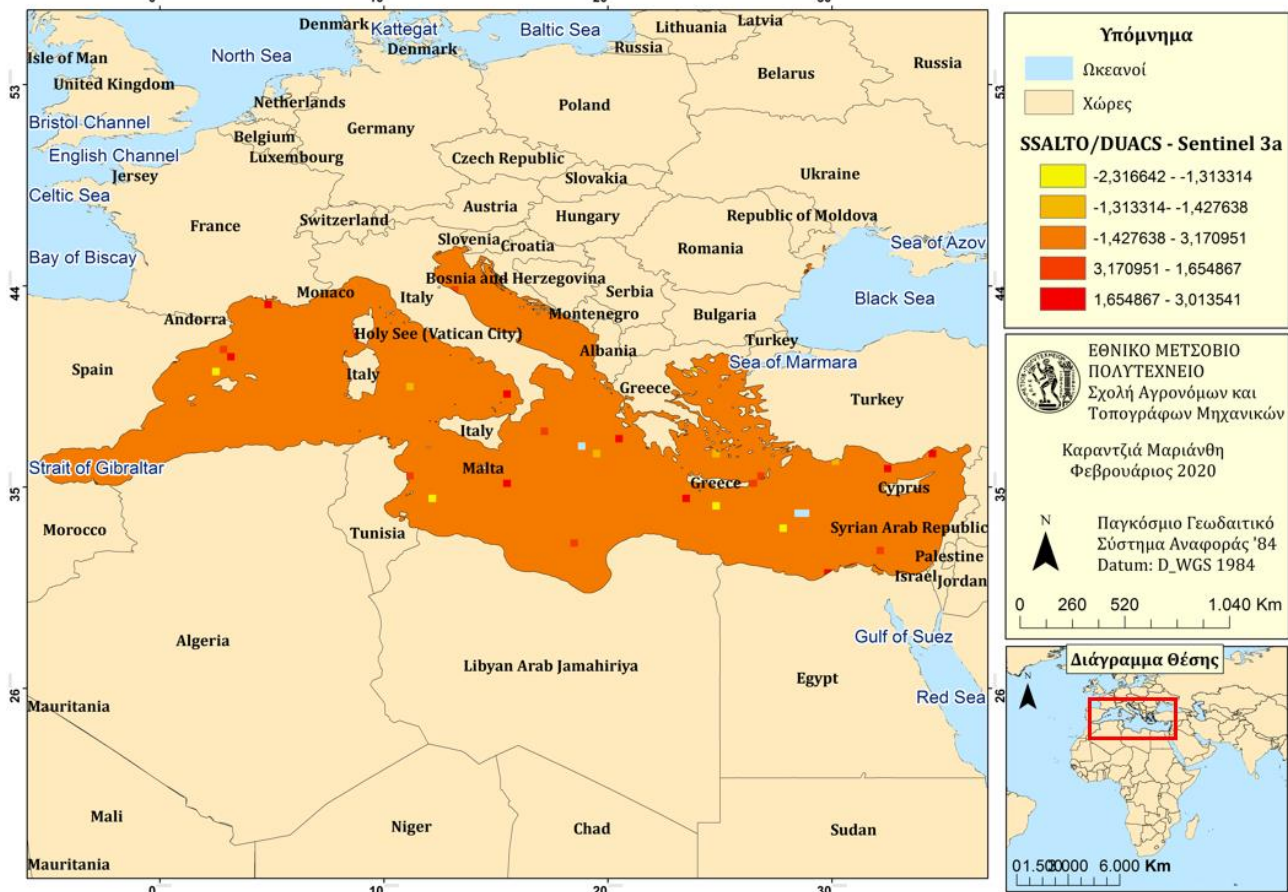 0
10
20
30
Denmark
Kattegat
Baltic Sea
Lithuania
Latvia
North Sea
Denmark
Russia
Russia
Isle of Man
United Kingdom
Belarus
53
53
Netherlands
Poland
Bristol Channel
Germany
Belgium
English Channel
Luxembourg
Czech Republic
Jersey
Slovakia
Ukraine
Celtic Sea
Austria
France
Switzerland
Hungary
Republic of Moldova
Slovenia
Croatia
Romania
Sea of Azov
Bay of Biscay
Bosnia and Herzegovina
44
44
Monaco
Italy
Serbia
Black Sea
Andorra
Montenegro
Bulgaria
Holy See (Vatican City)
Turkey
Albania
Sea of Marmara
Spain
Italy
Greece
Turkey
Italy
Strait of Gibraltar
Malta
Greece
Cyprus
35
35
Morocco
Tunisia
Syrian Arab Republic
Palestine
Israel
Jordan
Algeria
Libyan Arab Jamahiriya
Egypt
Gulf of Suez
Red Sea
26
26
Mauritania
Mali
Niger
Chad
Sudan
Mauritania
0
10
20
30
Υπόμνημα
Ωκεανοί
Χώρες
SSALTO/DUACS - Sentinel 3a
-2,316642 - -1,313314
-1,313314 - -1,427638
-1,427638 - 3,170951
3,170951 - 1,654867
1,654867 - 3,013541
ΕΘΝΙΚΟ ΜΕΤΣΟΒΙΟ
ΠΟΛΥΤΕΧΝΕΙΟ
Σχολή Αγρονόμων και
Τοπογράφων Μηχανικών
Καραντζιά Μαριάνθη
Φεβρουάριος 2020
N
Παγκόσμιο Γεωδαιτικό
Σύστημα Αναφοράς '84
Datum: D_WGS 1984
0 260 520 1.040 Km
Διάγραμμα Θέσης
N
0 1.500 3.000 6.000 Km